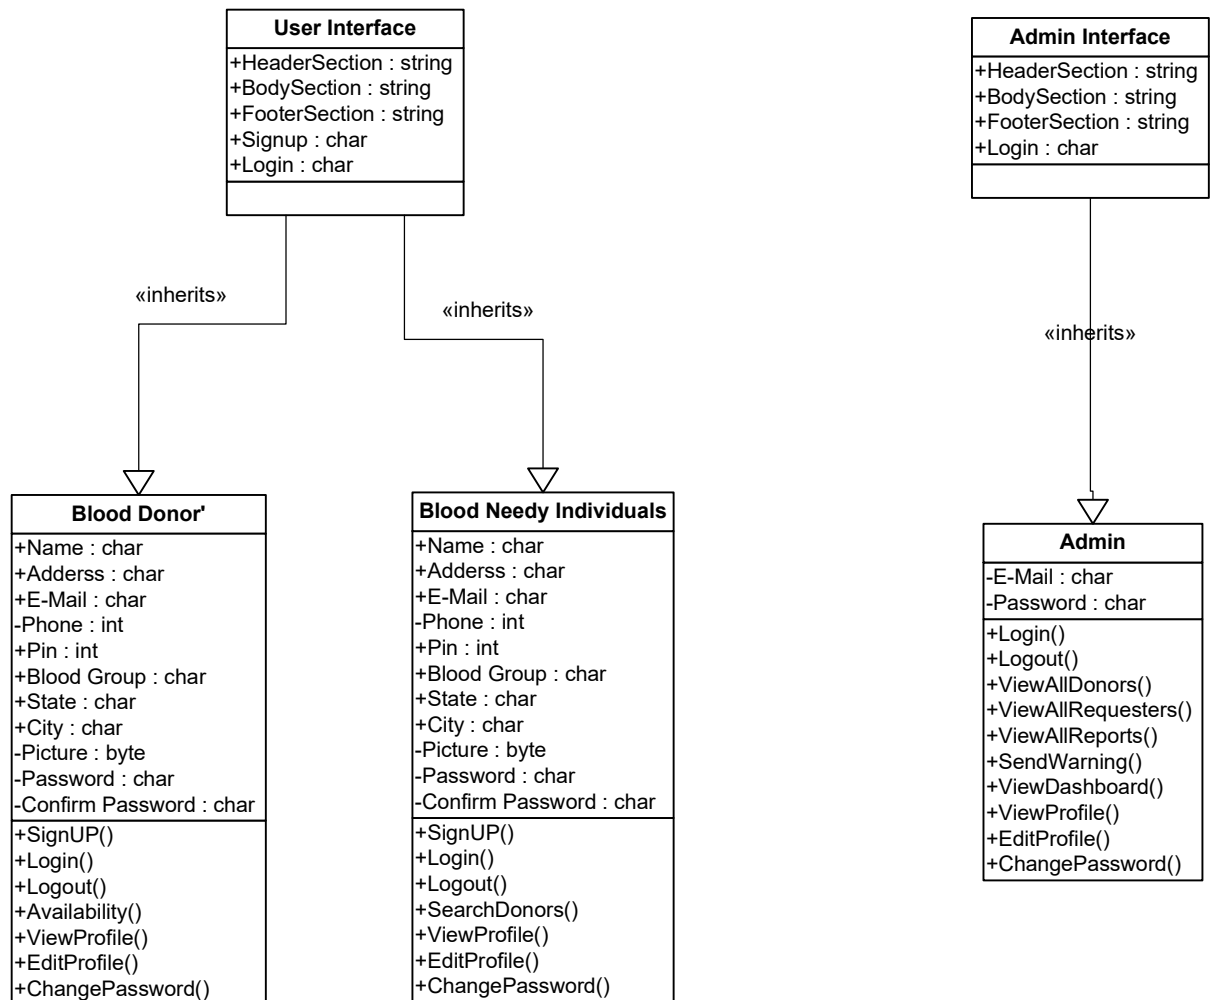 User Interface
+HeaderSection : string
+BodySection : string
+FooterSection : string
+Signup : char
+Login : char
Admin Interface
+HeaderSection : string
+BodySection : string
+FooterSection : string
+Login : char
«inherits»
«inherits»
«inherits»
Blood Donor'
+Name : char
+Adderss : char
+E-Mail : char
-Phone : int
+Pin : int
+Blood Group : char
+State : char
+City : char
-Picture : byte
-Password : char
-Confirm Password : char
+SignUP()
+Login()
+Logout()
+Availability()
+ViewProfile()
+EditProfile()
+ChangePassword()
Blood Needy Individuals
+Name : char
+Adderss : char
+E-Mail : char
-Phone : int
+Pin : int
+Blood Group : char
+State : char
+City : char
-Picture : byte
-Password : char
-Confirm Password : char
+SignUP()
+Login()
+Logout()
+SearchDonors()
+ViewProfile()
+EditProfile()
+ChangePassword()
Admin
-E-Mail : char
-Password : char
+Login()
+Logout()
+ViewAllDonors()
+ViewAllRequesters()
+ViewAllReports()
+SendWarning()
+ViewDashboard()
+ViewProfile()
+EditProfile()
+ChangePassword()